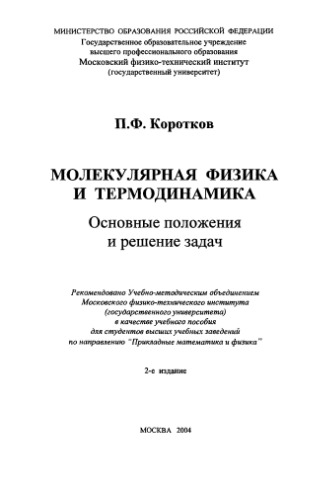 МИНИСТЕРСТВО ОБРАЗОВАНИЯ РОССИЙСКОЙ ФЕДЕРАЦИИ
Государственное образовательное учреждение
высшего профессионального образования
Московский физико-технический институт
(государственный университет)
П.Ф. Коротков
МОЛЕКУЛЯРНАЯ ФИЗИКА
И ТЕРМОДИНАМИКА
Основные положения
и решение задач
Рекомендовано Учебно-методическим объединением
Московского физико-технического института
(государственного университета)
в качестве учебного пособия
для студентов высших учебных заведений
по направлению "Прикладные математика и физика"
2-е издание
МОСКВА 2004